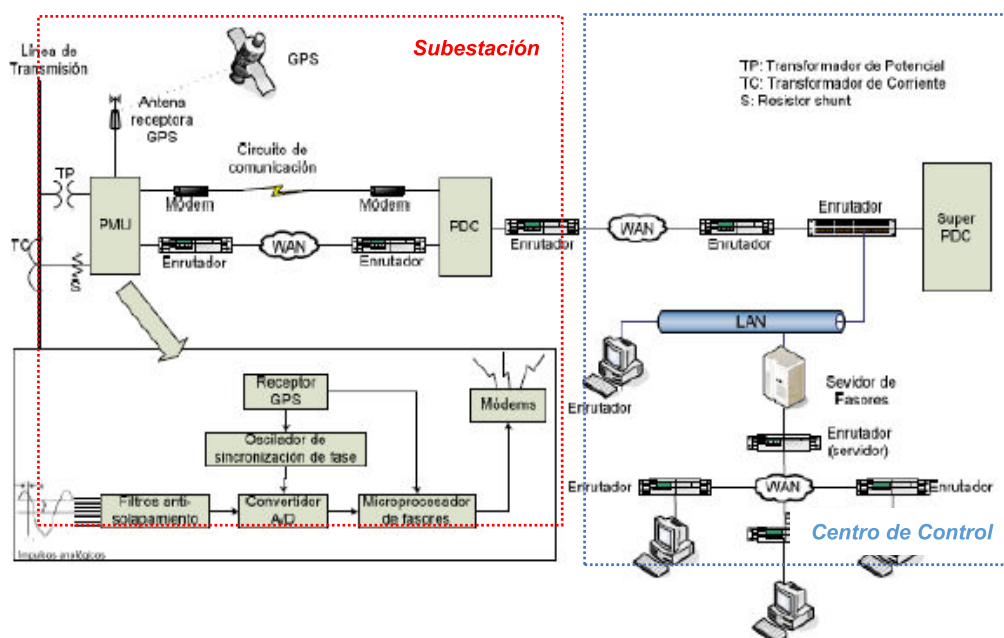 Línea de
Transmisión
Subestación
GPS
Antena
receptora
GPS
TP: Transformador de Potencial
TC: Transformador de Corriente
S: Resistor shunt
Circuito de
comunicación
TP
PMU
Módem
Módem
PDC
TC
S
Enrutador
WAN
Enrutador
Enrutador
WAN
Enrutador
Enrutador
Super
PDC
LAN
Enrutador
Sevidor de
Fasores
Enrutador
(servidor)
Enrutador
WAN
Enrutador
Centro de Control
Receptor
GPS
Módems
Oscilador de
sincronización de fase
Filtros anti-
solapamiento
Convertidor
A/D
Microprocesador
de fasores
Impulsos analógicos